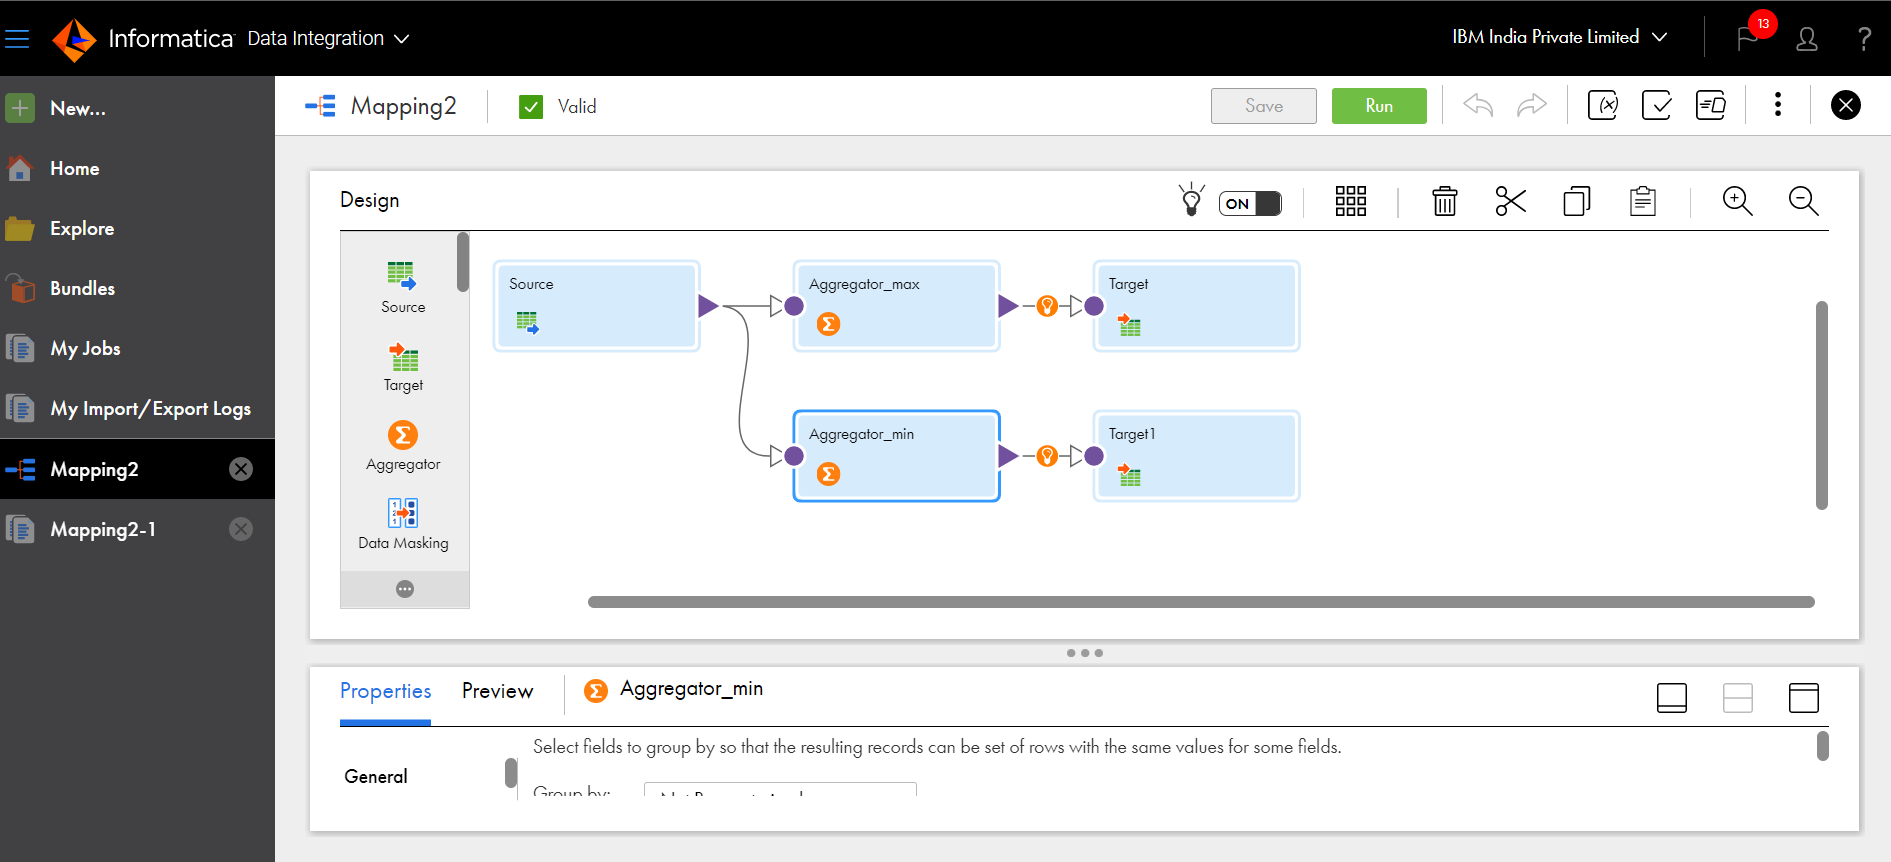 Informatica Data Integration
IBM India Private Limited
13
?
New...
Home
Explore
Bundles
My Jobs
My Import/Export Logs
Mapping2
Mapping2-1
Mapping2
Valid
Save
Run
(x)
Design
ON
Source
Target
Aggregator
Data Masking
Source
Aggregator_max
Target
Aggregator_min
Target1
Properties
Preview
Aggregator_min
Select fields to group by so that the resulting records can be set of rows with the same values for some fields.
General
Group by: